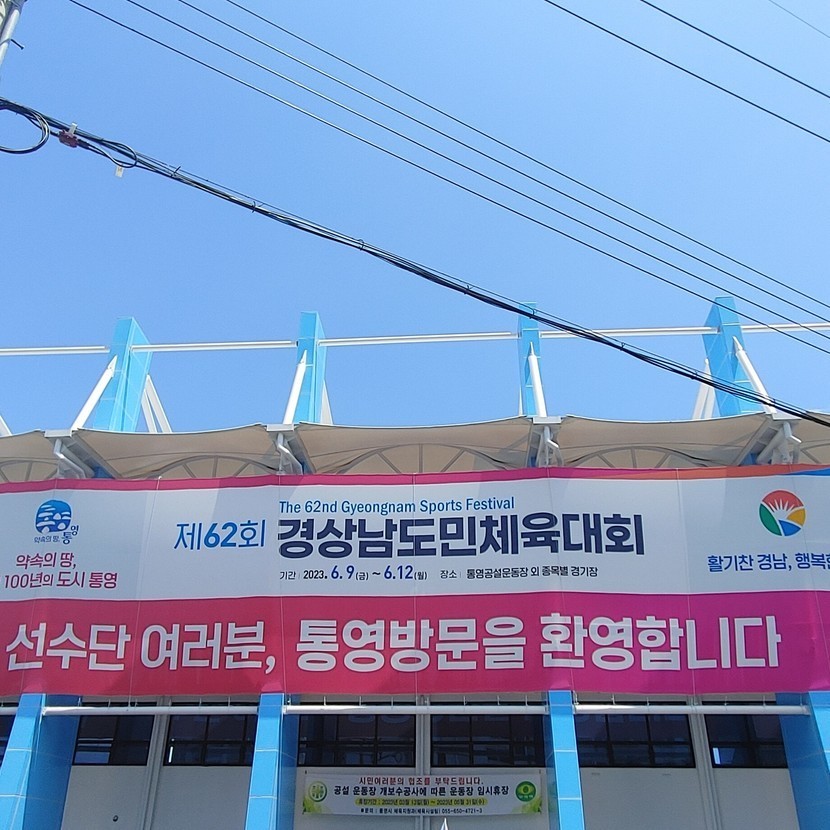 The 62nd Gyeongnam Sports Festival
제62회 경상남도민체육대회
기간 2023. 6. 9(금) ~ 6.12(월) 장소 통영공설운동장 외 종목별 경기장
약속의 땅, 통영
약속의 땅,
100년의 도시 통영
활기찬 경남, 행복한
선수단 여러분, 통영방문을 환영합니다
시민여러분의 협조를 부탁드립니다.
공설 운동장 개보수공사에 따른 운동장 임시휴장